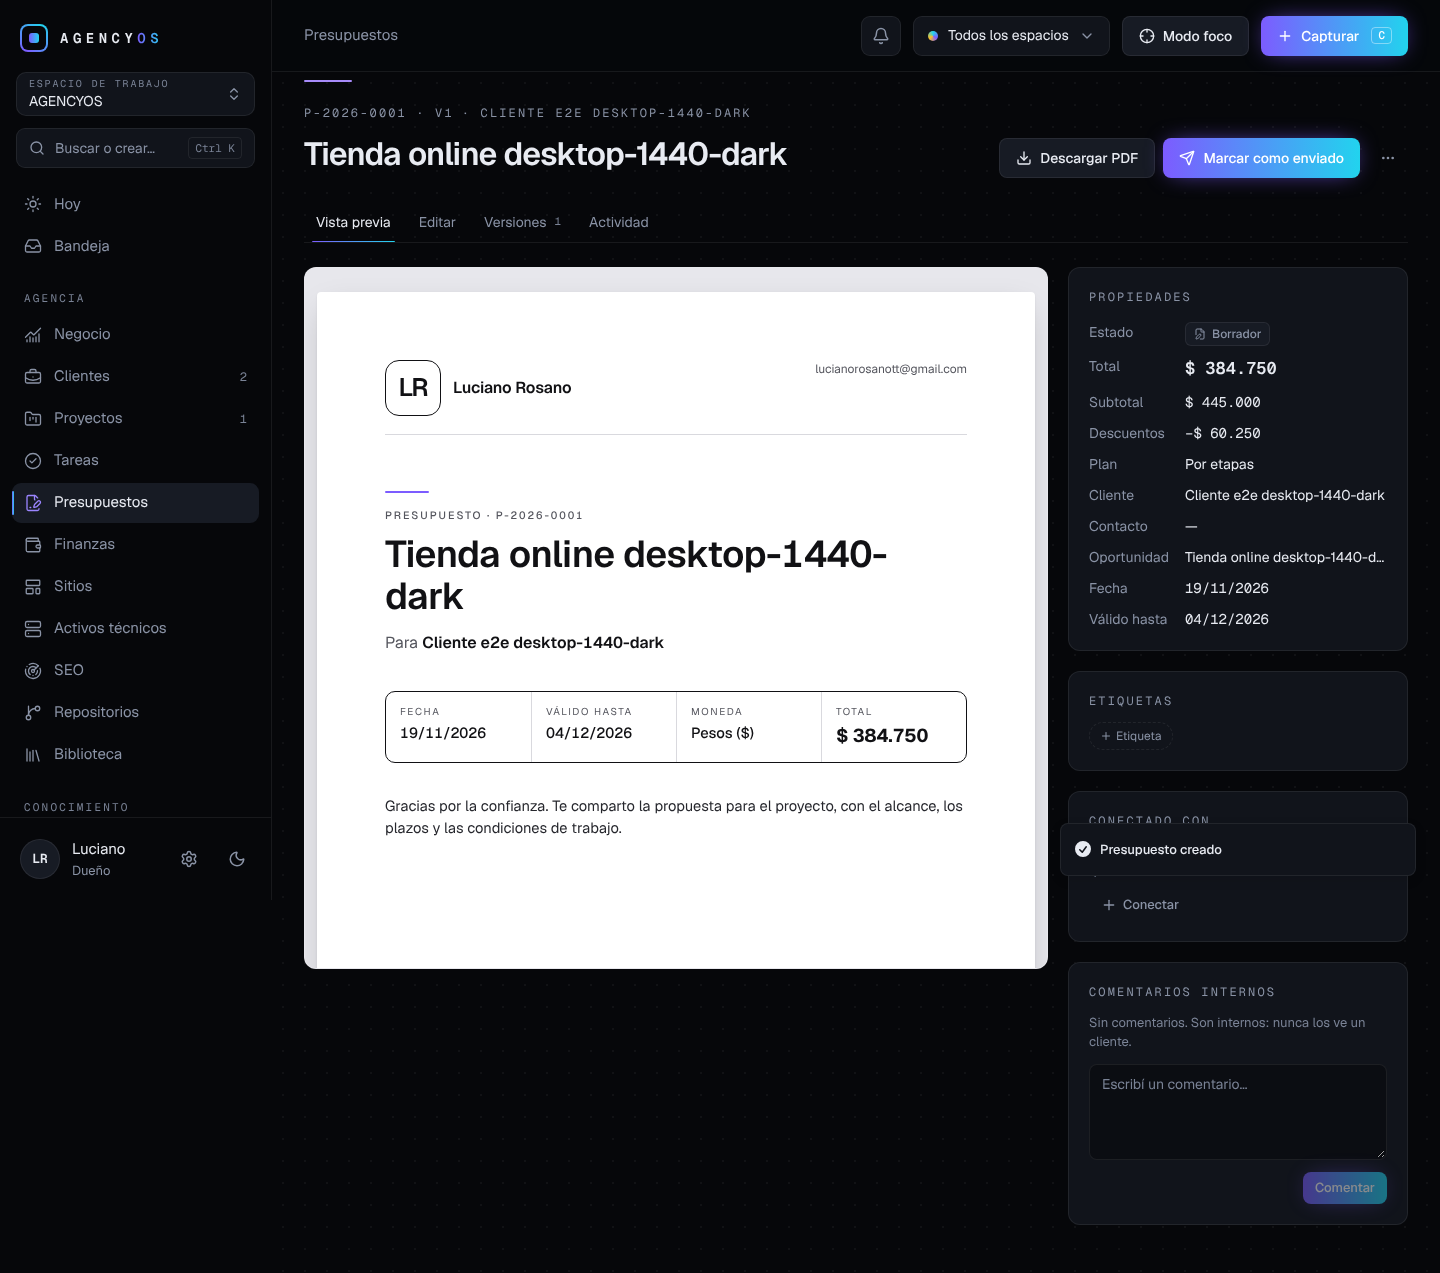 AGENCYOS
ESPACIO DE TRABAJO
AGENCYOS
Buscar o crear... Ctrl K
Hoy
Bandeja
AGENCIA
Negocio
Clientes 2
Proyectos 1
Tareas
Presupuestos
Finanzas
Sitios
Activos técnicos
SEO
Repositorios
Biblioteca
CONOCIMIENTO
LR Luciano
Dueño
Presupuestos
Todos los espacios
Modo foco
Capturar C
P-2026-0001 · V1 · CLIENTE E2E DESKTOP-1440-DARK
Tienda online desktop-1440-dark
Descargar PDF
Marcar como enviado
Vista previa Editar Versiones 1 Actividad
LR Luciano Rosano
lucianorosanott@gmail.com
PRESUPUESTO · P-2026-0001
Tienda online desktop-1440-
dark
Para Cliente e2e desktop-1440-dark
FECHA VÁLIDO HASTA MONEDA TOTAL
19/11/2026 04/12/2026 Pesos ($) $ 384.750
Gracias por la confianza. Te comparto la propuesta para el proyecto, con el alcance, los
plazos y las condiciones de trabajo.
PROPIEDADES
Estado Borrador
Total $ 384.750
Subtotal $ 445.000
Descuentos −$ 60.250
Plan Por etapas
Cliente Cliente e2e desktop-1440-dark
Contacto —
Oportunidad Tienda online desktop-1440-d...
Fecha 19/11/2026
Válido hasta 04/12/2026
ETIQUETAS
+ Etiqueta
CONECTADO CON
Presupuesto creado
+ Conectar
COMENTARIOS INTERNOS
Sin comentarios. Son internos: nunca los ve un
cliente.
Escribí un comentario...
Comentar